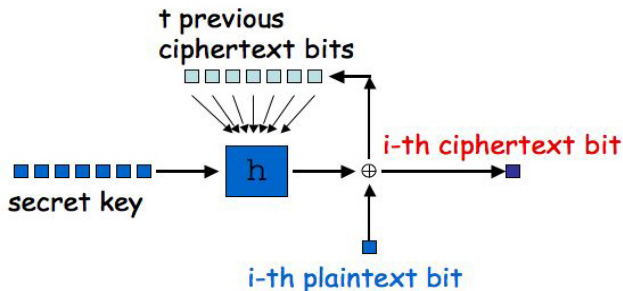 t previous
ciphertext bits
i-th ciphertext bit
h
secret key
i-th plaintext bit